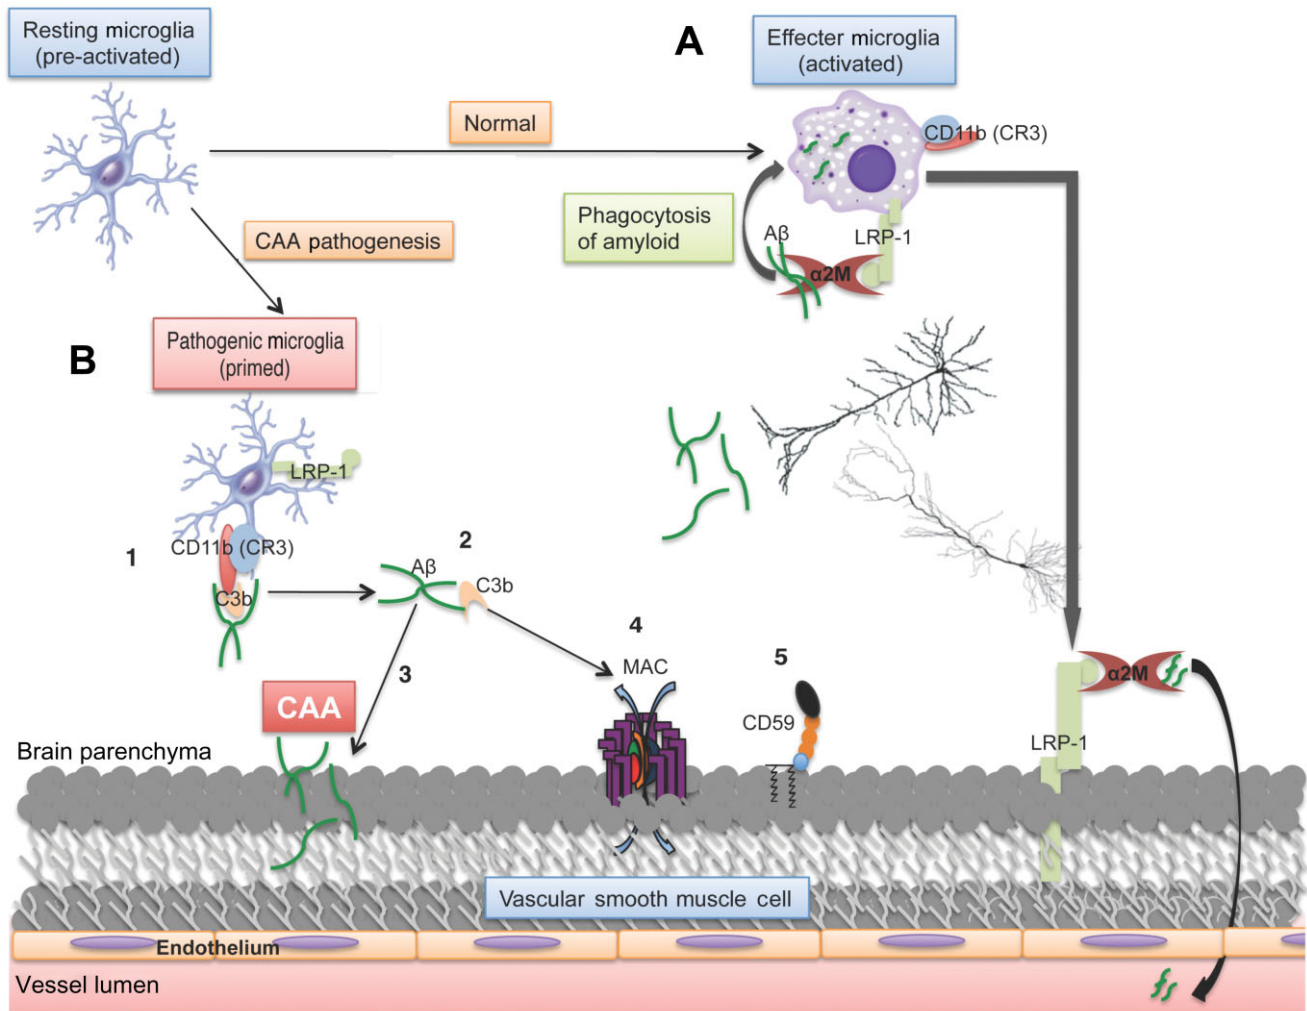 Resting microglia
(pre-activated)
A
Effecter microglia
(activated)
Normal
CD11b (CR3)
Phagocytosis
of amyloid
Aβ
LRP-1
α2M
CAA pathogenesis
B
Pathogenic microglia
(primed)
LRP-1
1
CD11b (CR3)
C3b
2
Aβ
C3b
3
4
MAC
5
CD59
α2M
LRP-1
CAA
Brain parenchyma
Vascular smooth muscle cell
Endothelium
Vessel lumen